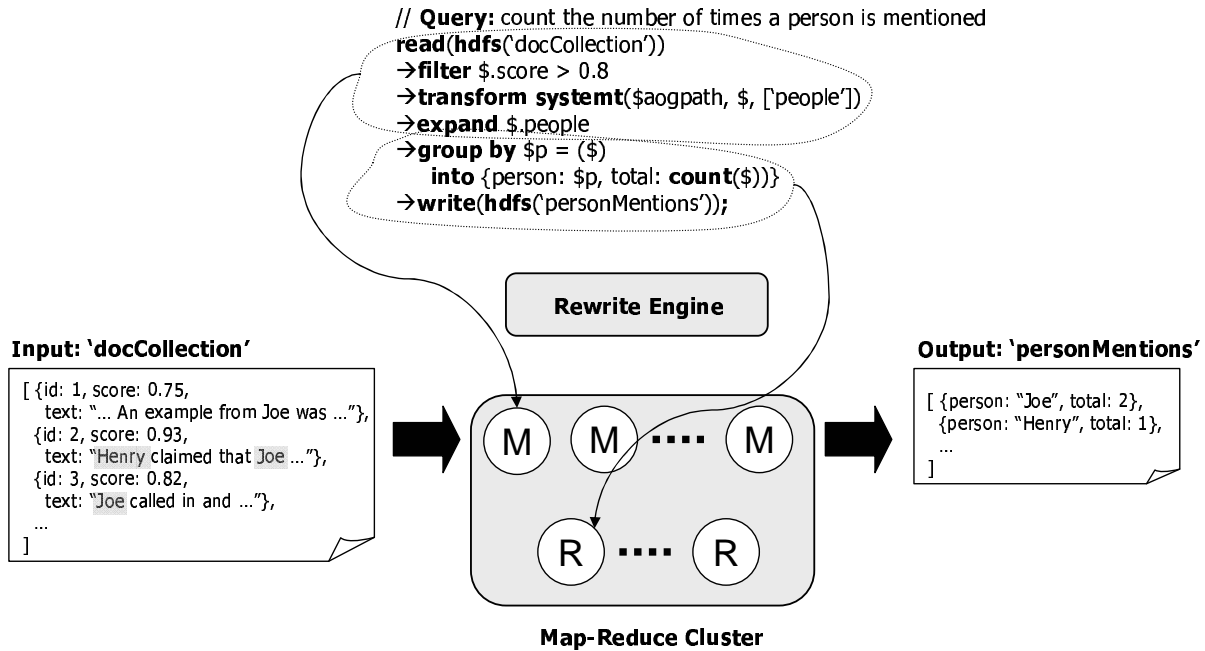 // Query: count the number of times a person is mentioned
read(hdfs(‘docCollection’))
→filter $.score > 0.8
→transform systemt($aogpath, $, [‘people’])
→expand $.people
→group by $p = ($)
into {person: $p, total: count($))}
→write(hdfs(‘personMentions’));
Rewrite Engine
Input: ‘docCollection’
[ {id: 1, score: 0.75,
text: “... An example from Joe was ...”},
{id: 2, score: 0.93,
text: “Henry claimed that Joe ...”},
{id: 3, score: 0.82,
text: “Joe called in and ...”},
...
]
M M M
R R
Map-Reduce Cluster
Output: ‘personMentions’
[ {person: “Joe”, total: 2},
{person: “Henry”, total: 1},
...
]